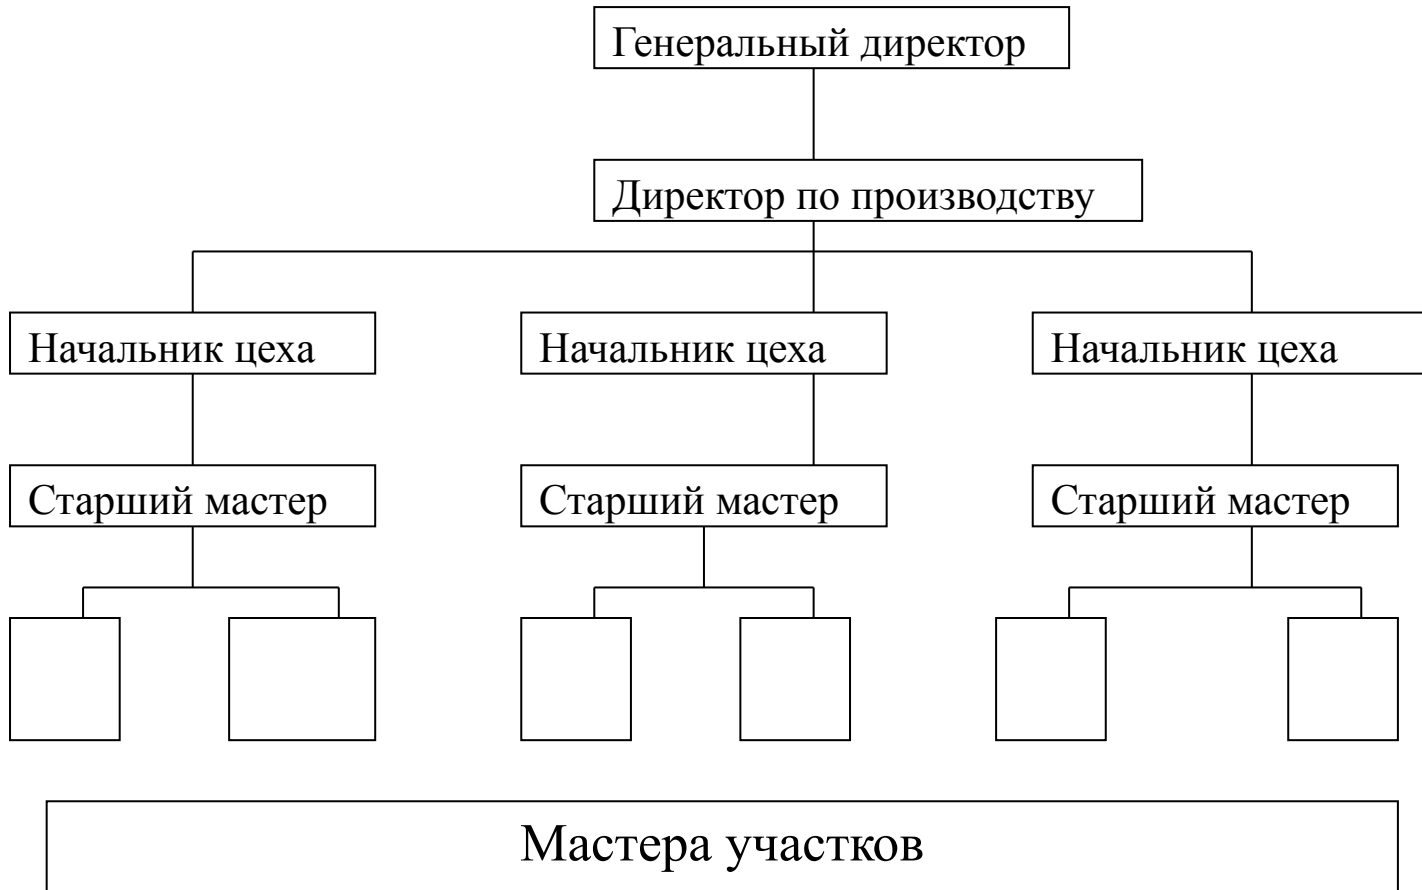 Генеральный директор
Директор по производству
Начальник цеха
Начальник цеха
Начальник цеха
Старший мастер
Старший мастер
Старший мастер
Мастера участков